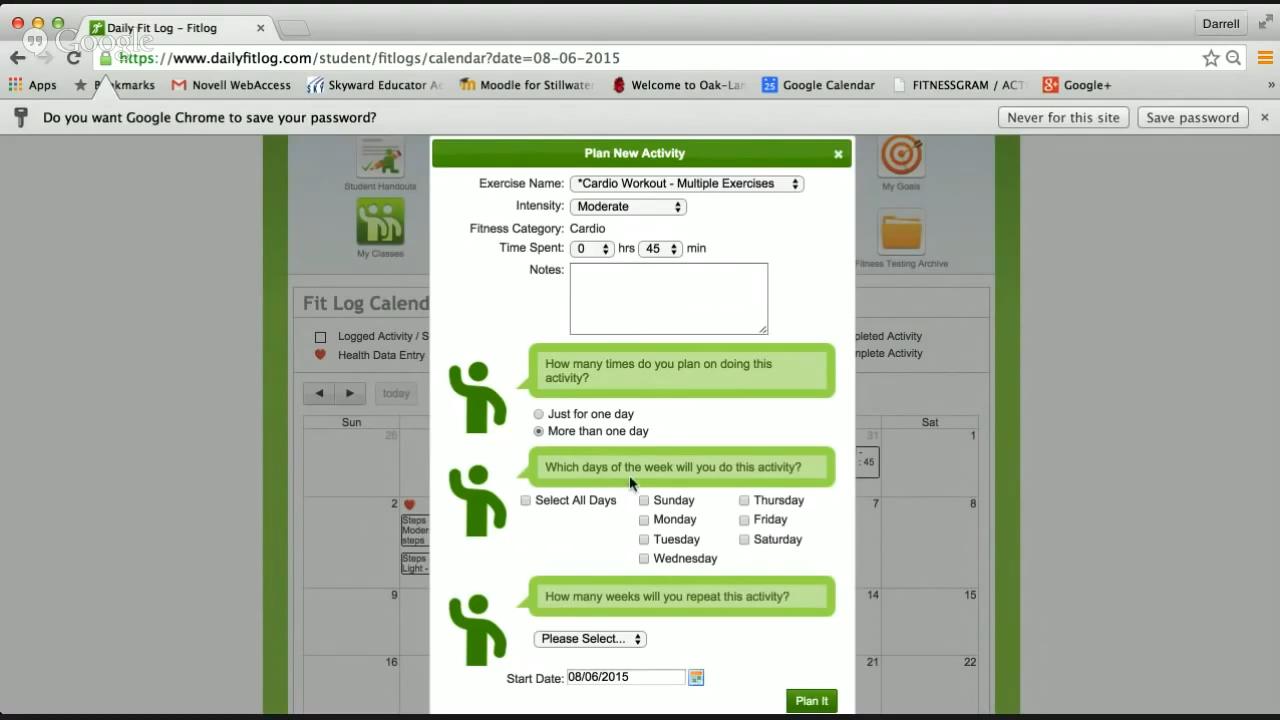 Daily Fit Log - Fitlog
Darrell
Google
https://www.dailyfitlog.com/student/fitlogs/calendar?date=08-06-2015
Apps
Bookmarks
Novell WebAccess
Skyward Educator Ac
Moodle for Stillwater
Welcome to Oak-Lan
Google Calendar
FITNESSGRAM / ACT
Google+
»
Do you want Google Chrome to save your password?
Never for this site
Save password
Plan New Activity
Student Handouts
My Goals
My Classes
Fitness Testing Archive
Exercise Name: *Cardio Workout - Multiple Exercises
Intensity: Moderate
Fitness Category: Cardio
Time Spent: 0 hrs 45 min
Notes:
Fit Log Calend
Logged Activity / S
pleted Activity
Health Data Entry
nplete Activity
How many times do you plan on doing this
activity?
Just for one day
More than one day
today
Sun
Sat
26
31
1
-
: 45
Which days of the week will you do this activity?
Select All Days
Sunday
Thursday
Monday
Friday
Tuesday
Saturday
Wednesday
2
7
8
Steps
Moder
steps
Steps
Light -
How many weeks will you repeat this activity?
9
14
15
Please Select...
16
21
22
Start Date: 08/06/2015
Plan It